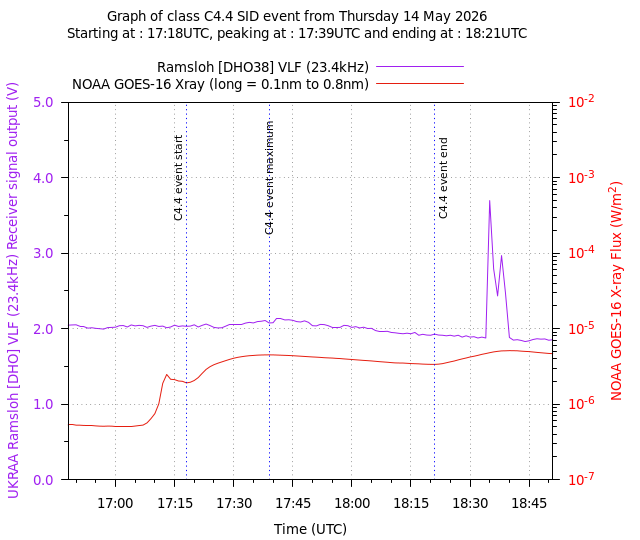 Graph of class C4.4 SID event from Thursday 14 May 2026
Starting at : 17:18UTC, peaking at : 17:39UTC and ending at : 18:21UTC
Ramsloh [DHO38] VLF (23.4kHz)
NOAA GOES-16 Xray (long = 0.1nm to 0.8nm)
UKRAA Ramsloh [DHO] VLF (23.4kHz) Receiver signal output (V)
5.0
4.0
3.0
2.0
1.0
0.0
C4.4 event start
C4.4 event maximum
C4.4 event end
10-2
10-3
10-4
10-5
10-6
10-7
NOAA GOES-16 X-ray Flux (W/m2)
17:00 17:15 17:30 17:45 18:00 18:15 18:30 18:45
Time (UTC)